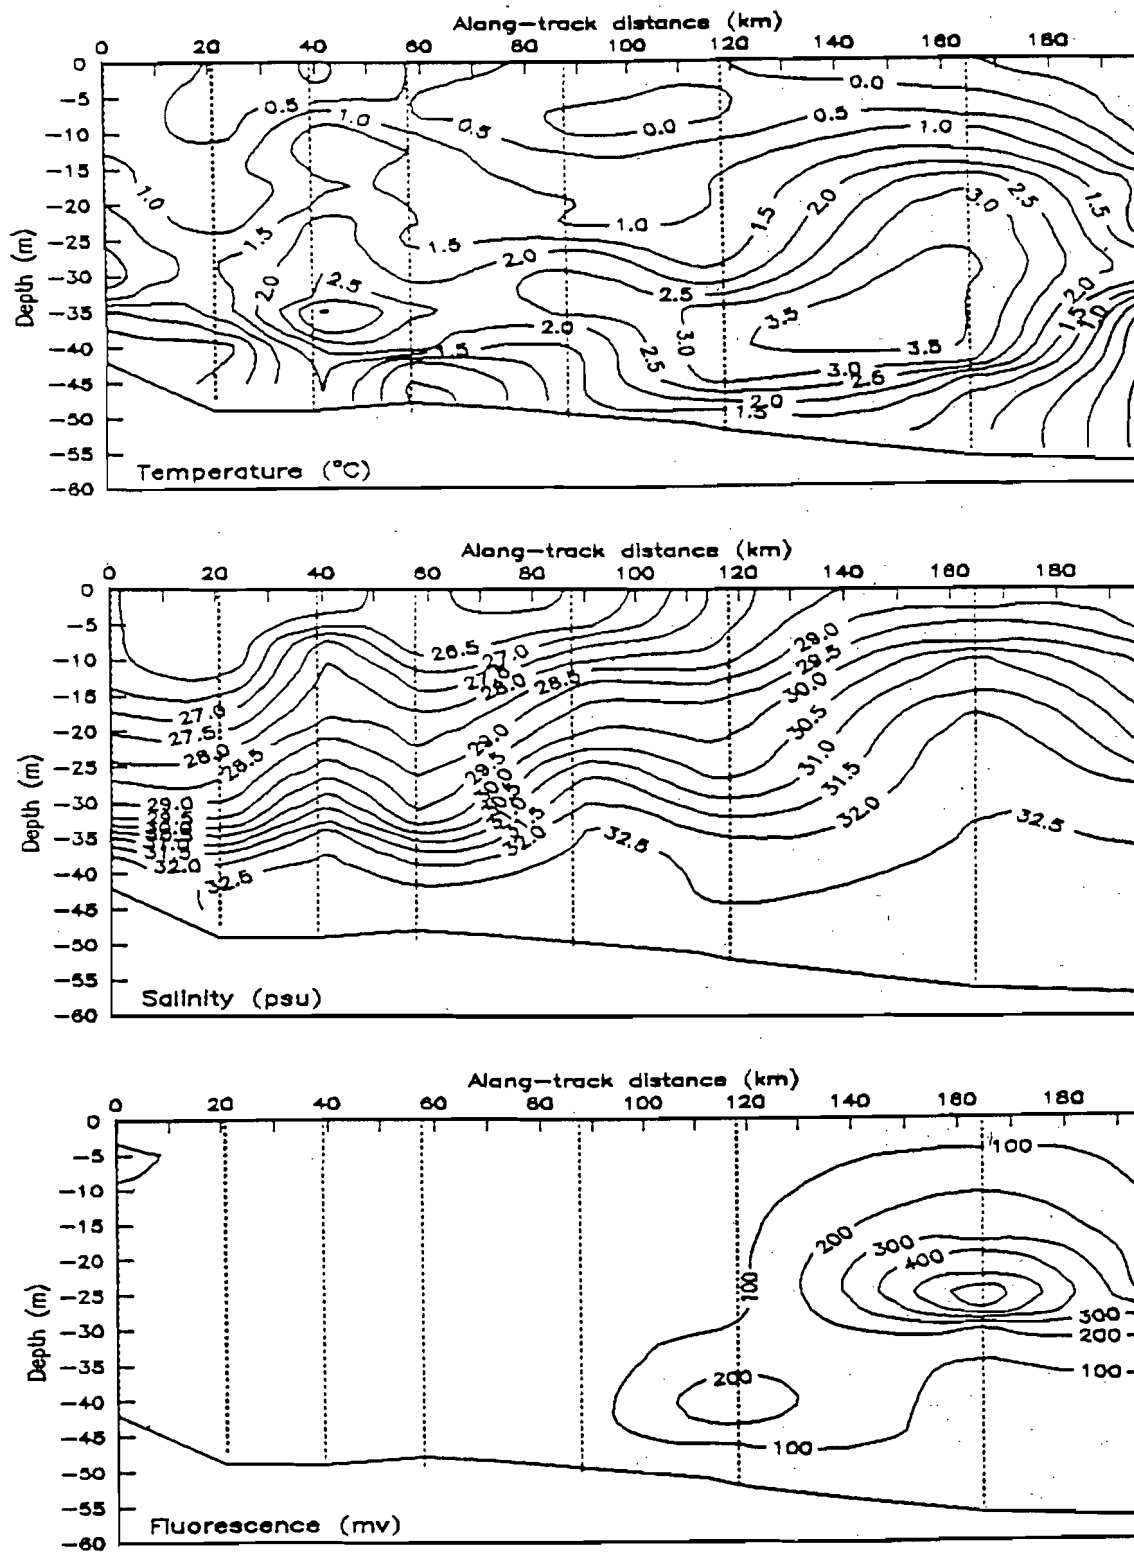 Along-track distance (km)
0 20 40 60 80 100 120 140 160 180
0
-5
-10
-15
-20
-25
-30
-35
-40
-45
-50
-55
-60
Depth (m)
0.5 1.0 0.5 0.0 0.5 0.0 1.0
1.0 1.5 2.0 2.5 1.5 2.0 1.0 2.5 1.5 2.0 3.0 2.5 1.5
2.0 1.5 1.0
1.5 2.0 2.5 3.0 3.5 3.5 3.0 2.5 2.0 1.5
Temperature (°C)
Along-track distance (km)
0 20 40 60 80 100 120 140 160 180
0
-5
-10
-15
-20
-25
-30
-35
-40
-45
-50
-55
-60
Depth (m)
27.0 27.5 28.0 28.5 29.0 32.0 32.5
26.5 27.0 27.5 28.0 28.5 29.0 29.5 31.5 32.0 32.5
29.0 29.5 30.0 30.5 31.0 31.5 32.0 32.5
Salinity (psu)
Along-track distance (km)
0 20 40 60 80 100 120 140 160 180
0
-5
-10
-15
-20
-25
-30
-35
-40
-45
-50
-55
-60
Depth (m)
100
200 300 400
100 300
200
200 100
100
Fluorescence (mv)